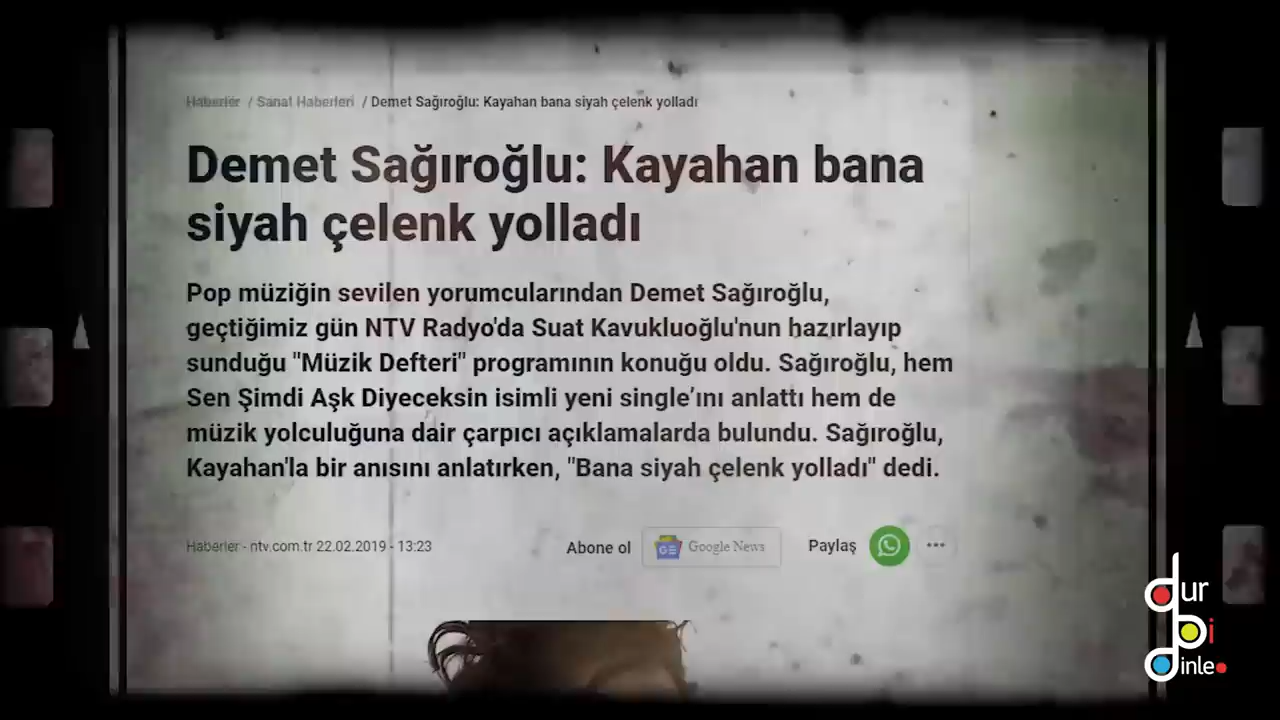 Haberler / Sanat Haberleri / Demet Sağıroğlu: Kayahan bana siyah çelenk yolladı
Demet Sağıroğlu: Kayahan bana
siyah çelenk yolladı
Pop müziğin sevilen yorumcularından Demet Sağıroğlu,
geçtiğimiz gün NTV Radyo'da Suat Kavukluoğlu'nun hazırlayıp
sunduğu "Müzik Defteri" programının konuğu oldu. Sağıroğlu, hem
Sen Şimdi Aşk Diyeceksin isimli yeni single’ını anlattı hem de
müzik yolculuğuna dair çarpıcı açıklamalarda bulundu. Sağıroğlu,
Kayahan'la bir anısını anlatırken, "Bana siyah çelenk yolladı" dedi.
Haberler - ntv.com.tr 22.02.2019 - 13:23
Abone ol Google News Paylaş
dur
bi
dinle